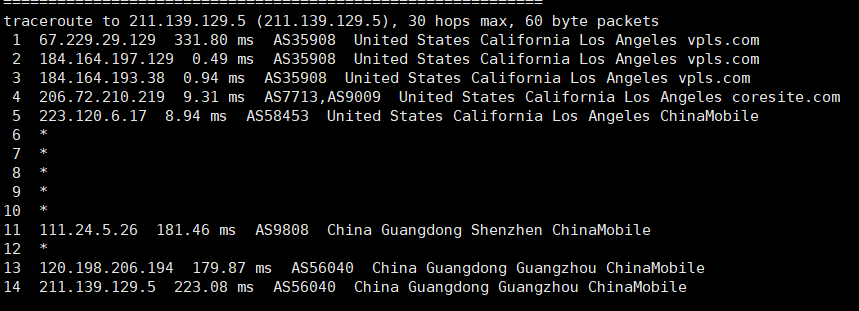 ============================================================
traceroute to 211.139.129.5 (211.139.129.5), 30 hops max, 60 byte packets
1 67.229.29.129 331.80 ms AS35908 United States California Los Angeles vpls.com
2 184.164.197.129 0.49 ms AS35908 United States California Los Angeles vpls.com
3 184.164.193.38 0.94 ms AS35908 United States California Los Angeles vpls.com
4 206.72.210.219 9.31 ms AS7713,AS9009 United States California Los Angeles coresite.com
5 223.120.6.17 8.94 ms AS58453 United States California Los Angeles ChinaMobile
6 *
7 *
8 *
9 *
10 *
11 111.24.5.26 181.46 ms AS9808 China Guangdong Shenzhen ChinaMobile
12 *
13 120.198.206.194 179.87 ms AS56040 China Guangdong Guangzhou ChinaMobile
14 211.139.129.5 223.08 ms AS56040 China Guangdong Guangzhou ChinaMobile